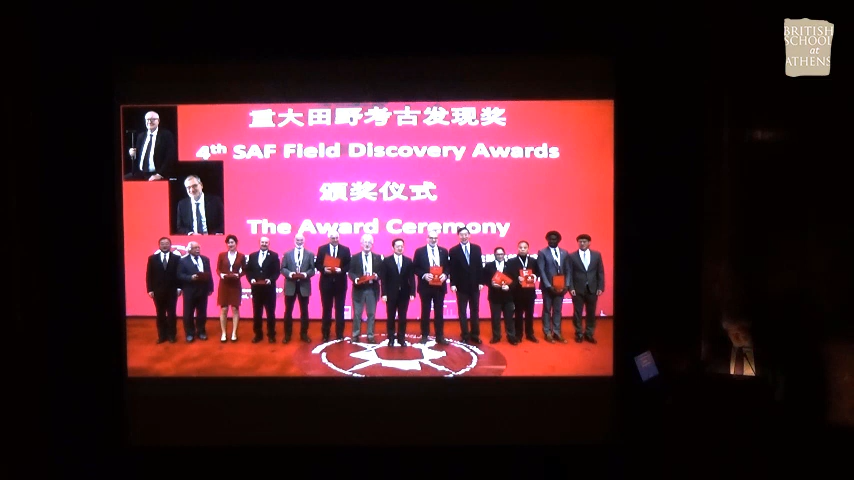 重大田野考古发现奖
4th SAF Field Discovery Awards
颁奖仪式
The Award Ceremony
BRITISH
SCHOOL
at
ATHENS